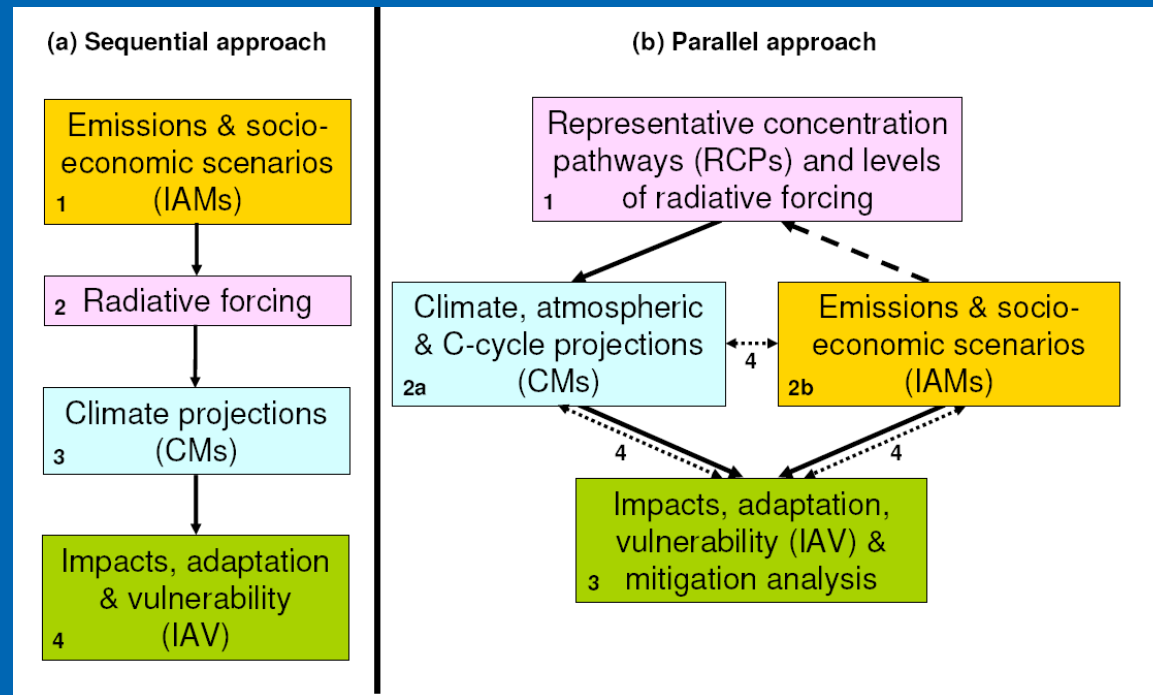 (a) Sequential approach
Emissions & socio-
economic scenarios
(IAMs)
1
2 Radiative forcing
Climate projections
(CMs)
3
Impacts, adaptation
& vulnerability
(IAV)
4
(b) Parallel approach
Representative concentration
pathways (RCPs) and levels
of radiative forcing
1
Climate, atmospheric
& C-cycle projections
(CMs)
2a
4
Emissions & socio-
economic scenarios
(IAMs)
2b
4
4
Impacts, adaptation,
vulnerability (IAV) &
mitigation analysis
3